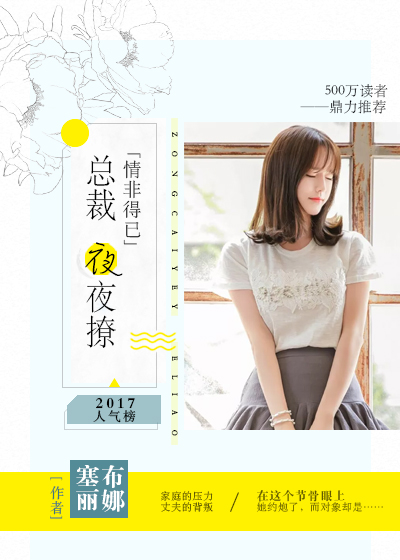 500万读者
——鼎力推荐
「情非得已」
总裁夜夜撩
ZONGCAIYEYELIAO
2017
人气榜
[作者]
塞布
丽娜
家庭的压力
丈夫的背叛
/
在这个节骨眼上
她约炮了，而对象却是……